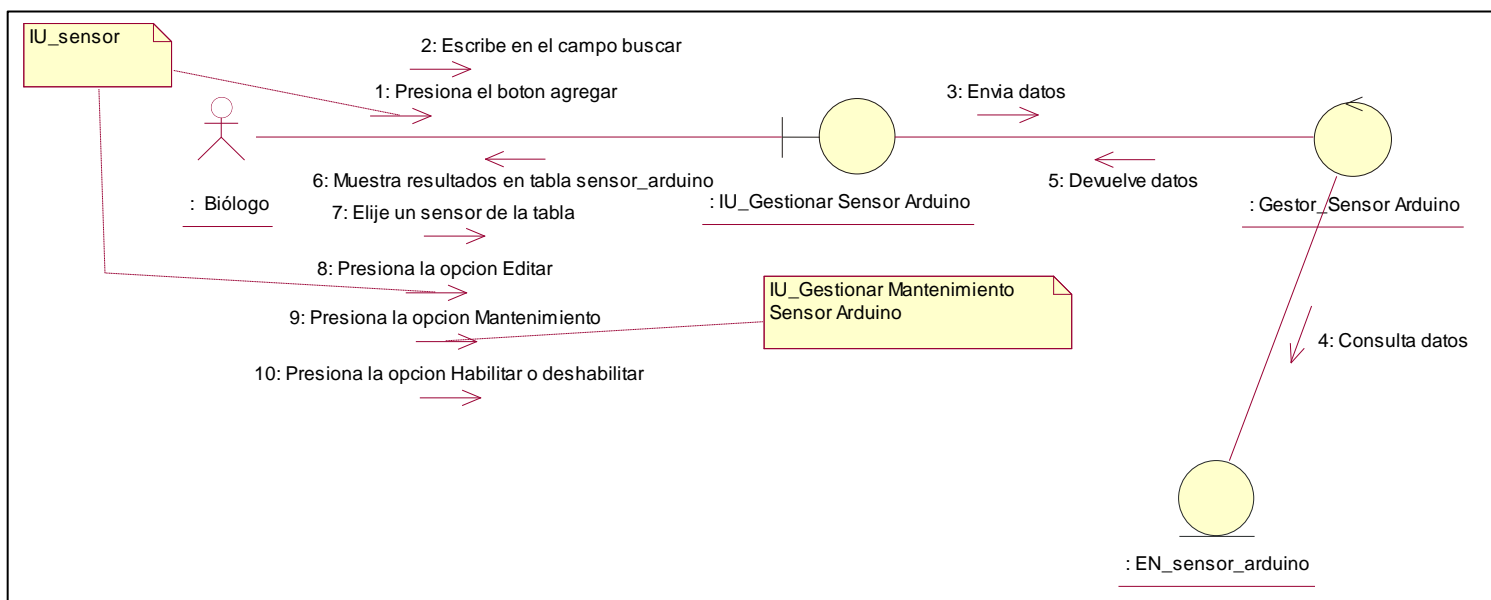 IU_sensor
2: Escribe en el campo buscar
1: Presiona el boton agregar
3: Envia datos
6: Muestra resultados en tabla sensor_arduino
5: Devuelve datos
: Biólogo
: IU_Gestionar Sensor Arduino
: Gestor_Sensor Arduino
7: Elije un sensor de la tabla
8: Presiona la opcion Editar
IU_Gestionar Mantenimiento
Sensor Arduino
9: Presiona la opcion Mantenimiento
4: Consulta datos
10: Presiona la opcion Habilitar o deshabilitar
: EN_sensor_arduino